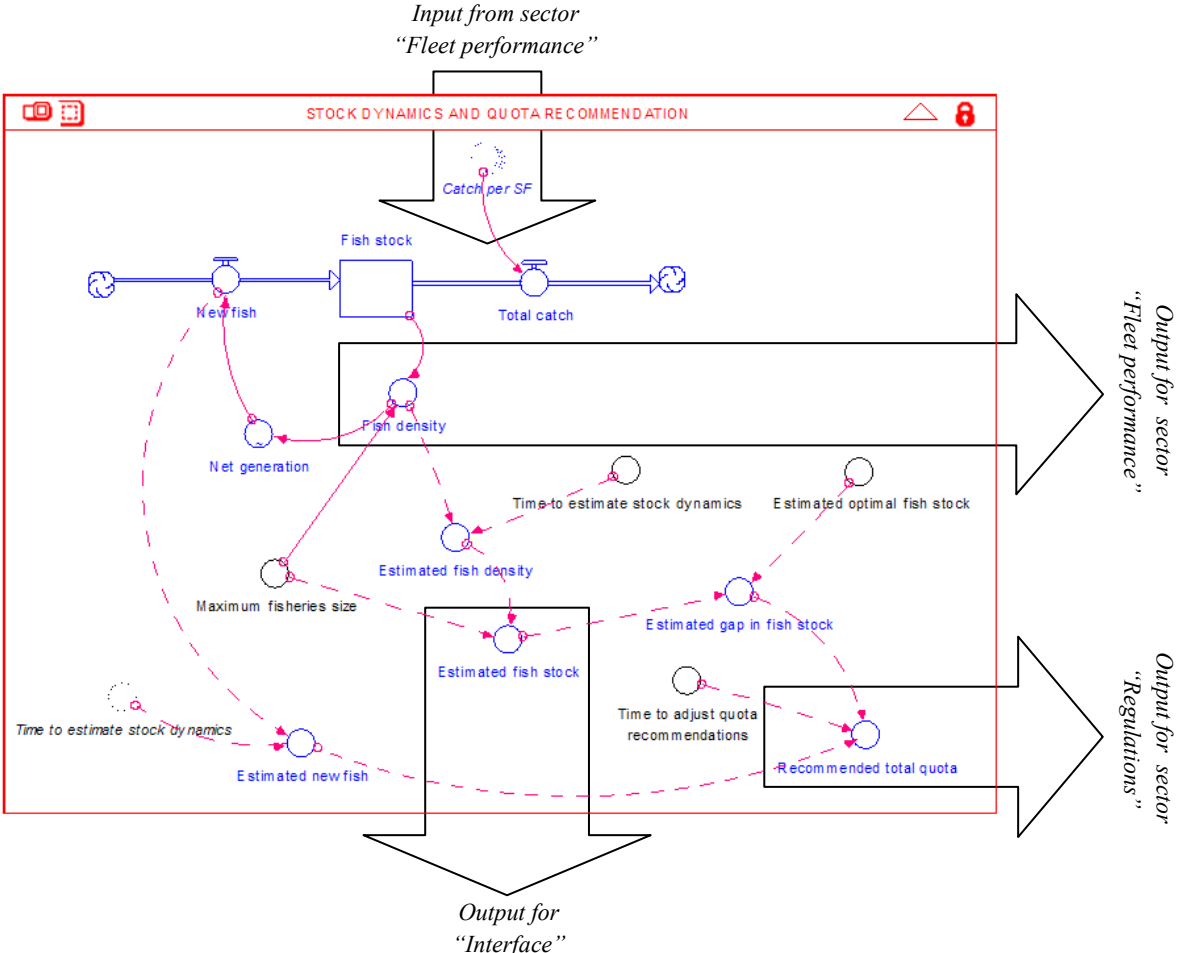 Input from sector
“Fleet performance”
STOCK DYNAMICS AND QUOTA RECOMMENDATION
Catch per SF
Fish stock
New fish
Total catch
Fish density
Net generation
Output for sector
“Fleet performance”
Time to estimate stock dynamics
Estimated optimal fish stock
Estimated fish density
Maximum fisheries size
Estimated gap in fish stock
Estimated fish stock
Time to estimate stock dynamics
Time to adjust quota
recommendations
Estimated new fish
Recommended total quota
Output for sector
“Regulations”
Output for
“Interface”